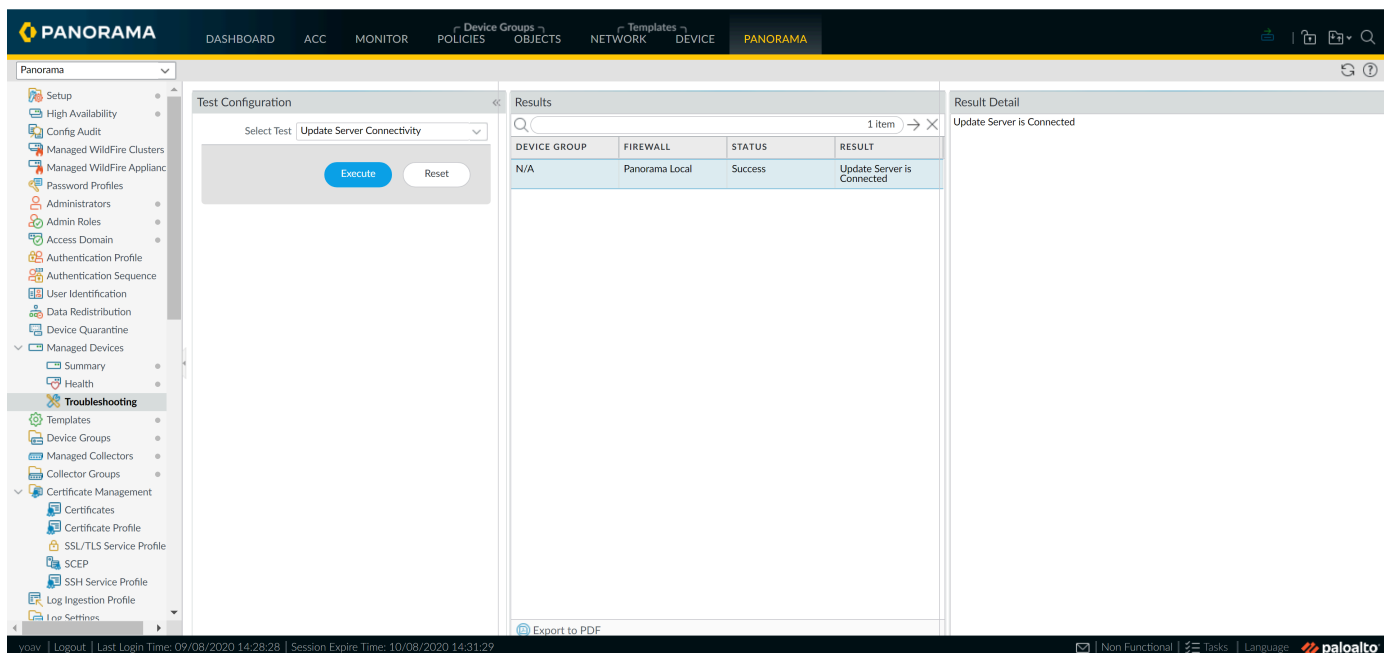 PANORAMA
Device Groups
Templates
DASHBOARD ACC MONITOR POLICIES OBJECTS NETWORK DEVICE PANORAMA
Panorama
Setup
High Availability
Config Audit
Managed WildFire Clusters
Managed WildFire Applianc
Password Profiles
Administrators
Admin Roles
Access Domain
Authentication Profile
Authentication Sequence
User Identification
Data Redistribution
Device Quarantine
Managed Devices
Summary
Health
Troubleshooting
Templates
Device Groups
Managed Collectors
Collector Groups
Certificate Management
Certificates
Certificate Profile
SSL/TLS Service Profile
SCEP
SSH Service Profile
Log Ingestion Profile
Log Settings
Test Configuration
Select Test Update Server Connectivity
Execute Reset
Results
1 item
DEVICE GROUP FIREWALL STATUS RESULT
N/A Panorama Local Success Update Server is
Connected
Export to PDF
Result Detail
Update Server is Connected
yoav | Logout | Last Login Time: 09/08/2020 14:28:28 | Session Expire Time: 10/08/2020 14:31:29
| Non Functional | Tasks | Language paloalto